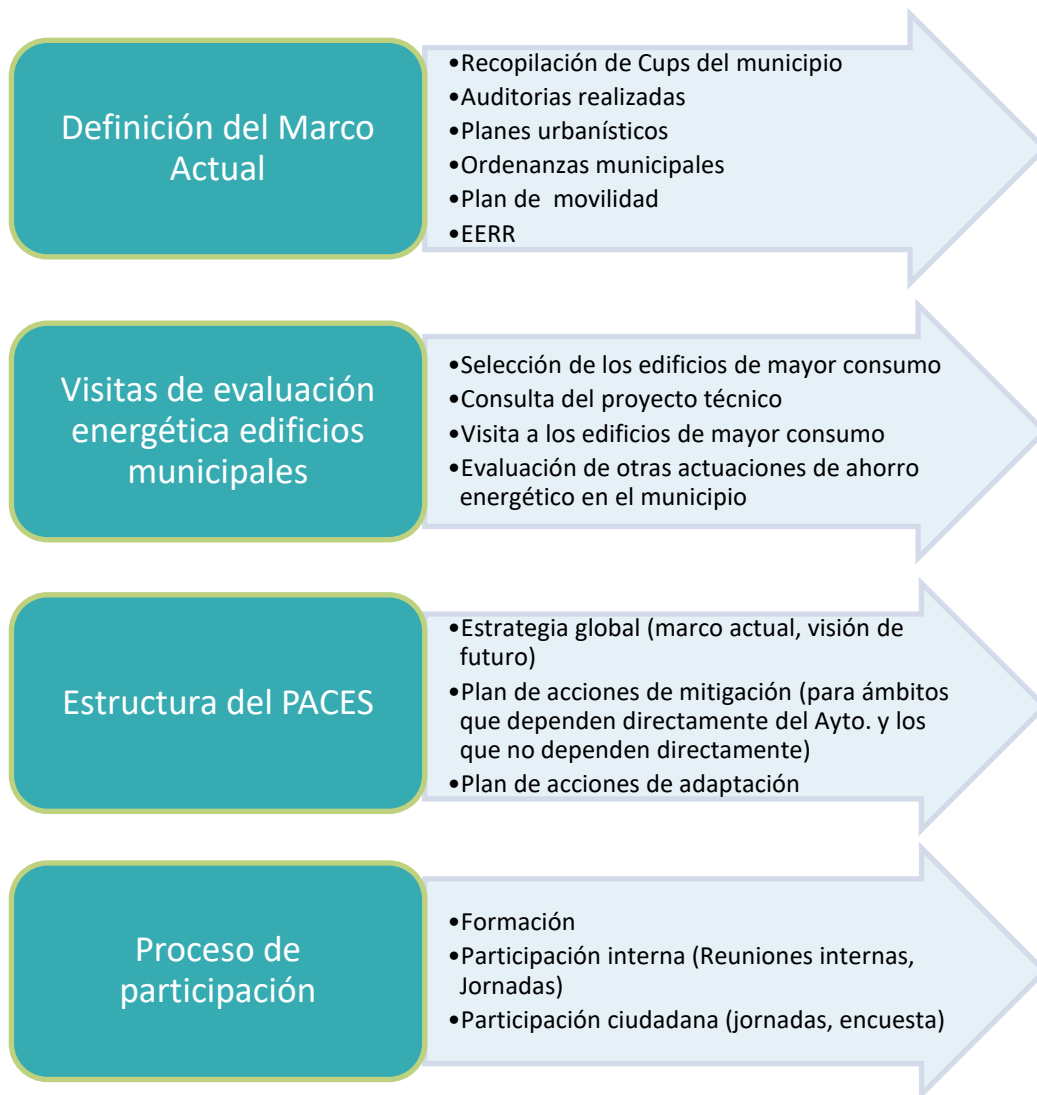 Definición del Marco
Actual
•Recopilación de Cups del municipio
•Auditorias realizadas
•Planes urbanísticos
•Ordenanzas municipales
•Plan de  movilidad
•EERR
Visitas de evaluación
energética edificios
municipales
•Selección de los edificios de mayor consumo
•Consulta del proyecto técnico
•Visita a los edificios de mayor consumo
•Evaluación de otras actuaciones de ahorro
energético en el municipio
Estructura del PACES
•Estrategia global (marco actual, visión de
futuro)
•Plan de acciones de mitigación (para ámbitos
que dependen directamente del Ayto. y los
que no dependen directamente)
•Plan de acciones de adaptación
Proceso de
participación
•Formación
•Participación interna (Reuniones internas,
Jornadas)
•Participación ciudadana (jornadas, encuesta)